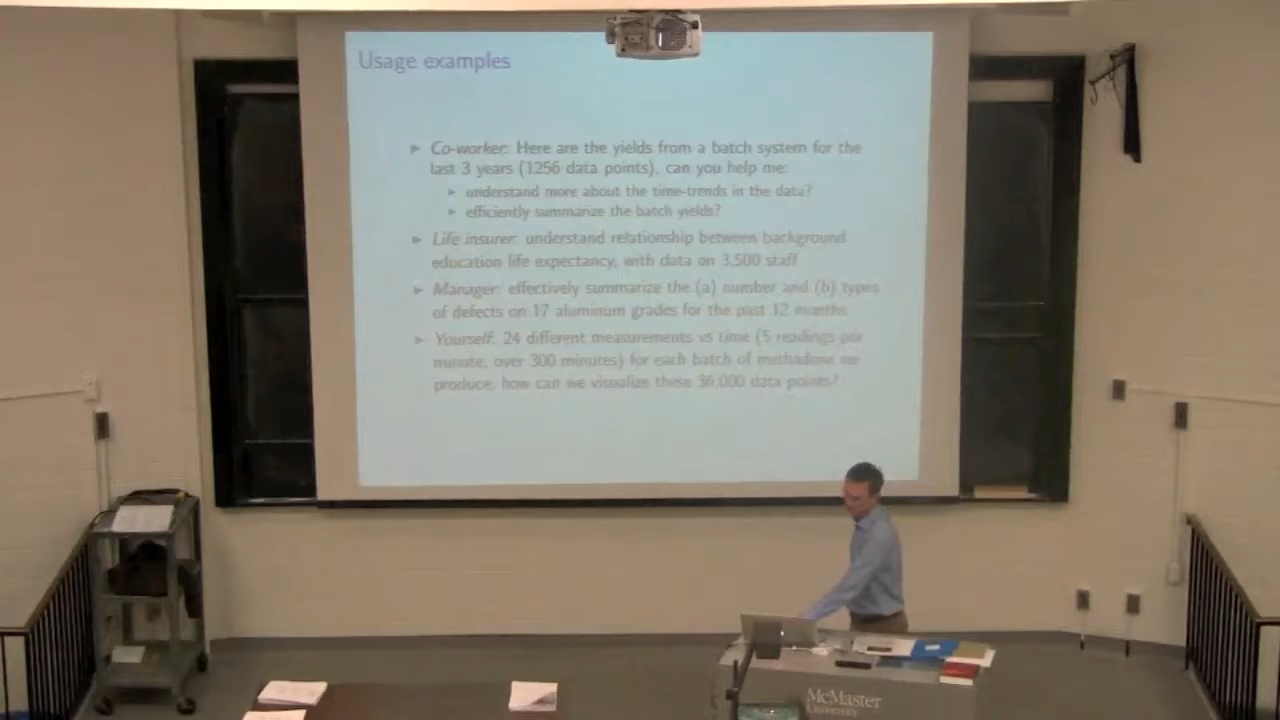 Usage examples
► Co-worker: Here are the yields from a batch system for the
last 3 years (1256 data points), can you help me:
► understand more about the time-trends in the data?
► efficiently summarize the batch yields?
► Life insurer: understand relationship between background
education life expectancy, with data on 3,500 staff
► Manager: effectively summarize the (a) number and (b) types
of defects on 17 aluminum grades for the past 12 months
► Yourself: 24 different measurements vs time (5 readings per
minute, over 300 minutes) for each batch of methadone we
produce, how can we visualize these 36,000 data points?
McMaster
University